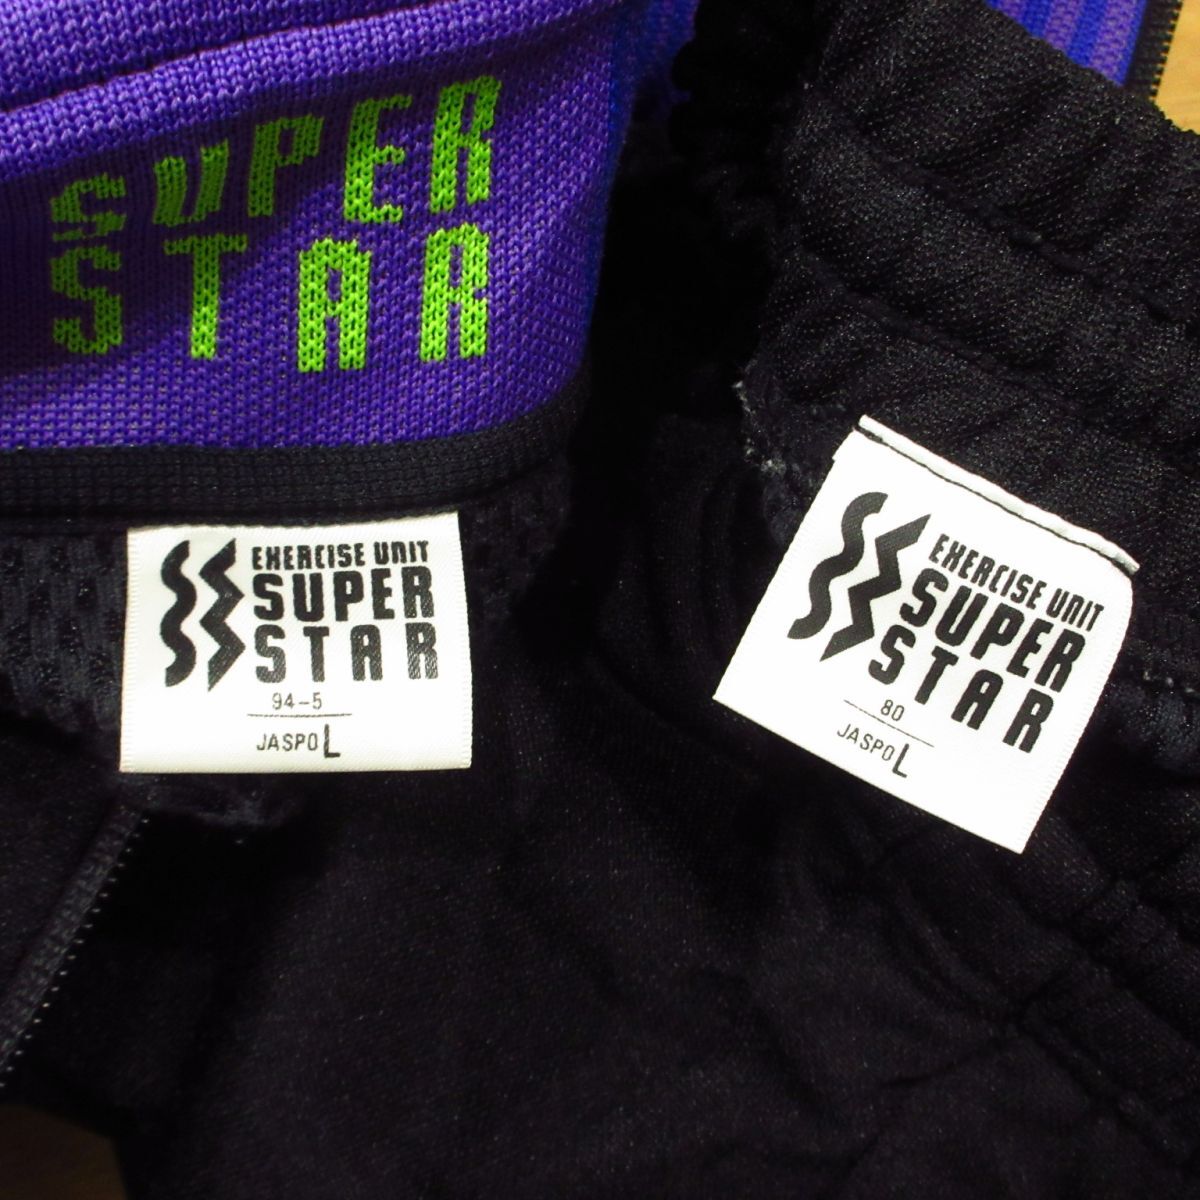 SUPER
STAR
EXERCISE UNIT
SUPER
STAR
94-5
JASPO L
EXERCISE UNIT
SUPER
STAR
80
JASPO L